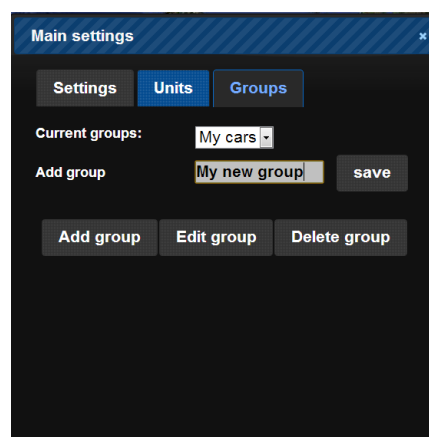 Main settings
Settings Units Groups
Current groups: My cars
Add group My new group save
Add group Edit group Delete group